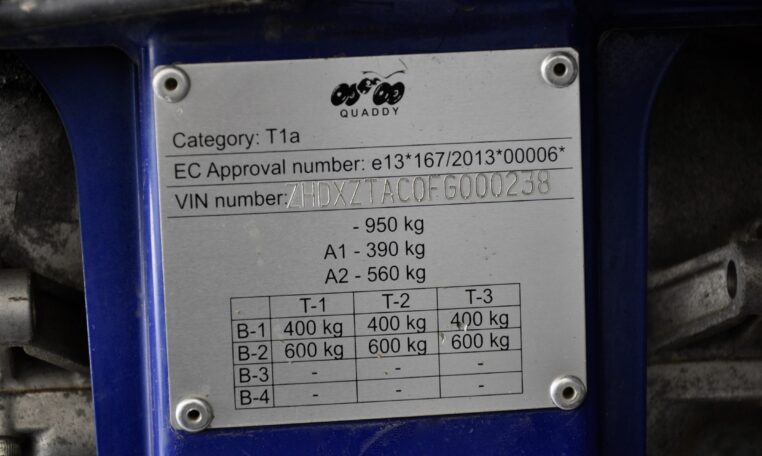 QUADDY
Category: T1a
EC Approval number: e13*167/2013*00006*
VIN number: ZHDXZTAC0FG000238
- 950 kg
A1 - 390 kg
A2 - 560 kg
T-1 T-2 T-3
B-1 400 kg 400 kg 400 kg
B-2 600 kg 600 kg 600 kg
B-3 - - -
B-4 - - -